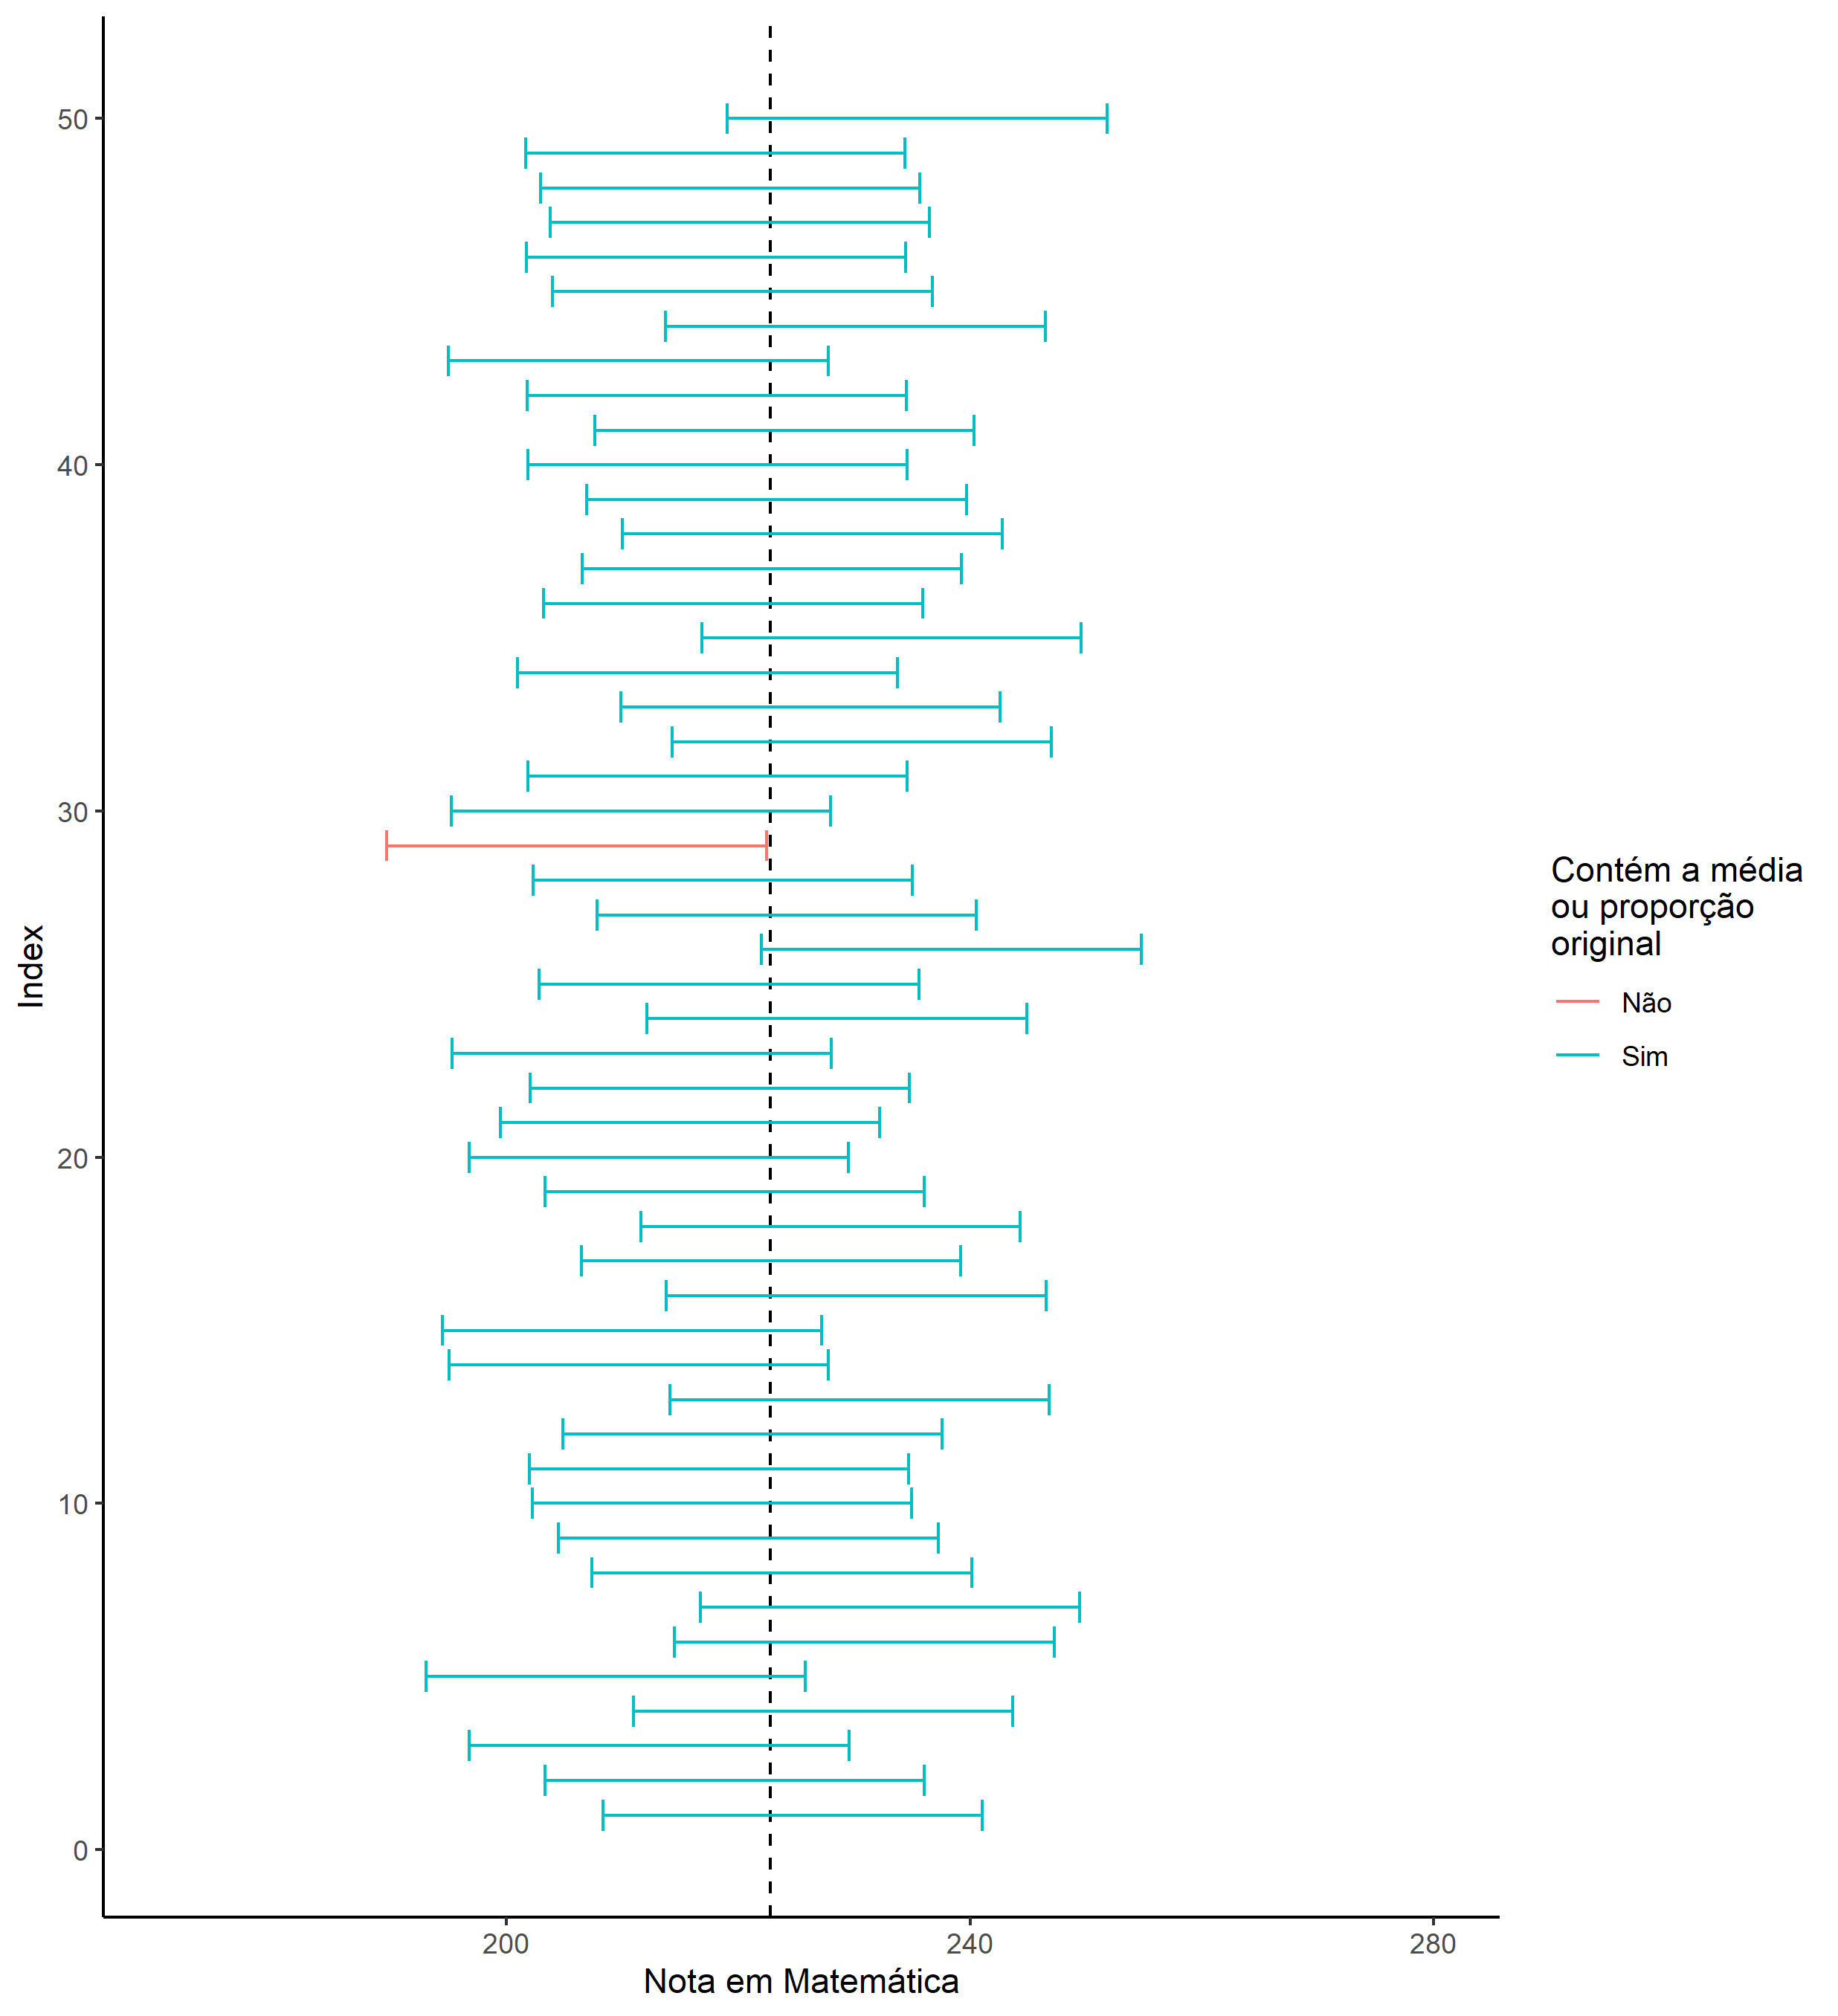 50
40
30
20
10
0
Index
200
240
280
Nota em Matemática
Contém a média
ou proporção
original
Não
Sim